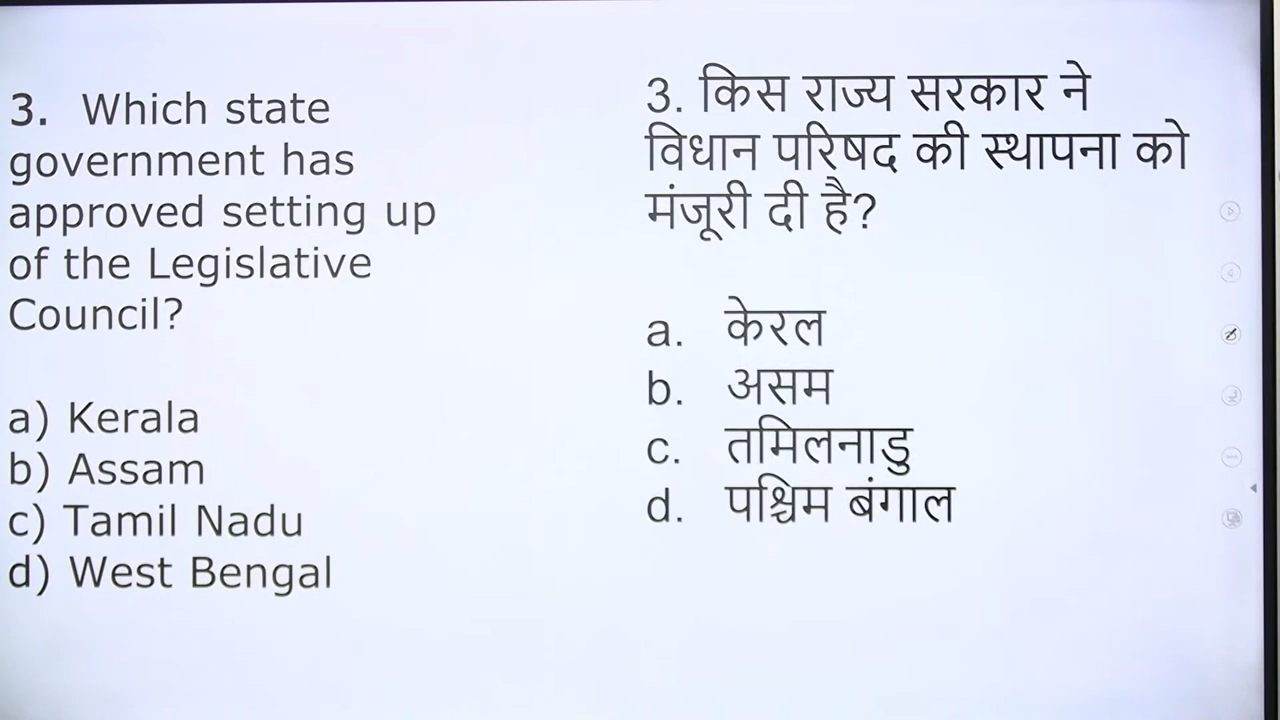 3. Which state
government has
approved setting up
of the Legislative
Council?
a) Kerala
b) Assam
c) Tamil Nadu
d) West Bengal
3. किस राज्य सरकार ने
विधान परिषद की स्थापना को
मंजूरी दी है?
a. केरल
b. असम
c. तमिलनाडु
d. पश्चिम बंगाल